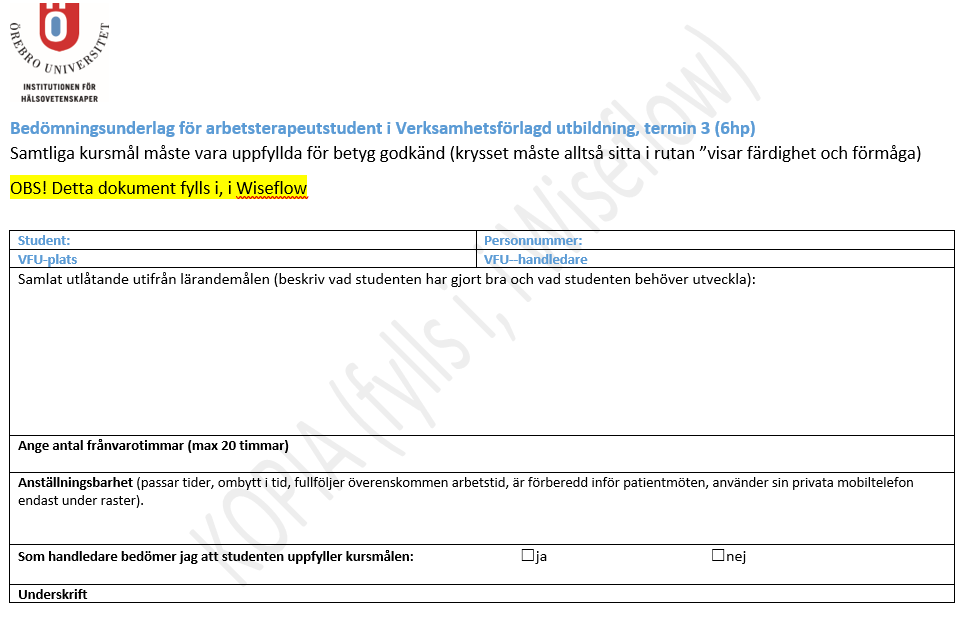 ÖREBRO UNIVERSITET
INSTITUTIONEN FÖR
HÄLSOVETENSKAPER
Bedömningsunderlag för arbetsterapeutstudent i Verksamhetsförlagd utbildning, termin 3 (6hp)
Samtliga kursmål måste vara uppfyllda för betyg godkänd (krysset måste alltså sitta i rutan ”visar färdighet och förmåga)
OBS! Detta dokument fylls i, i Wiseflow
Student: Personnummer:
VFU-plats VFU--handledare
Samlat utlåtande utifrån lärandemålen (beskriv vad studenten har gjort bra och vad studenten behöver utveckla):
Ange antal frånvarotimmar (max 20 timmar)
Anställningsbarhet (passar tider, ombytt i tid, fullföljer överenskommen arbetstid, är förberedd inför patientmöten, använder sin privata mobiltelefon
endast under raster).
Som handledare bedömer jag att studenten uppfyller kursmålen: ☐ja ☐nej
Underskrift
KOPIA (fylls i, i Wiseflow)